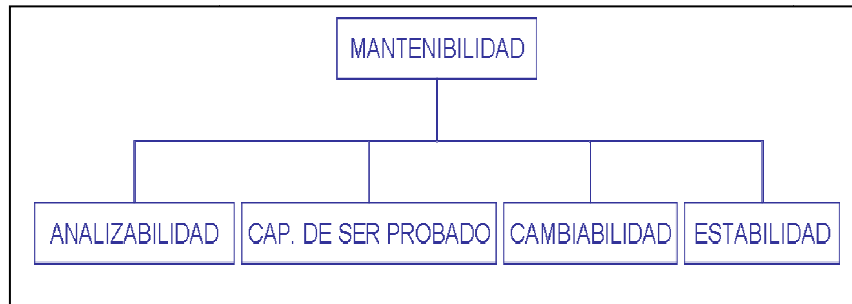 MANTENIBILIDAD
ANALIZABILIDAD
CAP. DE SER PROBADO
CAMBIABILIDAD
ESTABILIDAD